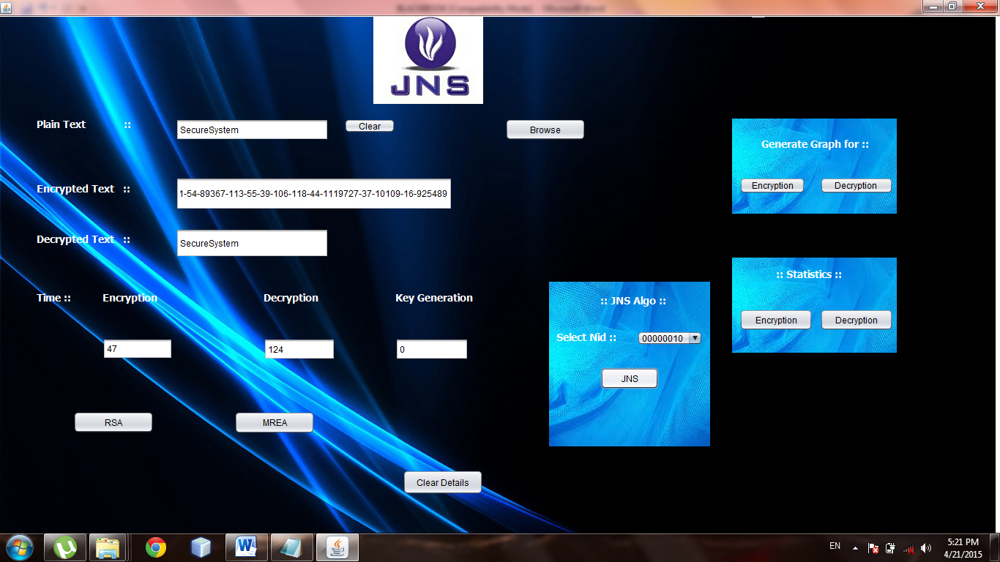 JNS
Plain Text :: SecureSystem Clear Browse
Generate Graph for ::
Encryption Decryption
Encrypted Text :: 1-54-89367-113-55-39-106-118-44-1119727-37-10109-16-925489
Decrypted Text :: SecureSystem
:: Statistics ::
Encryption Decryption
Time :: Encryption Decryption Key Generation
47 124 0
:: JNS Algo ::
Select Nid :: 00000010
JNS
RSA MREA
Clear Details
EN
5:21 PM
4/21/2015